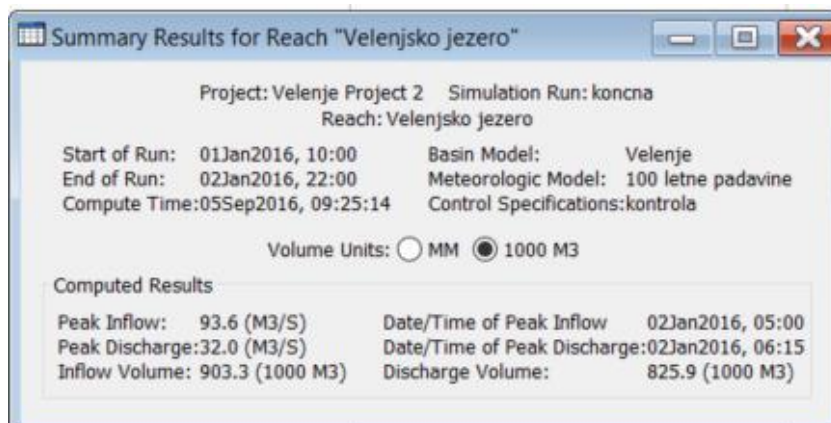 Summary Results for Reach "Velenjsko jezero"
Project: Velenje Project 2 Simulation Run: koncna
Reach: Velenjsko jezero
Start of Run: 01Jan2016, 10:00 Basin Model: Velenje
End of Run: 02Jan2016, 22:00 Meteorologic Model: 100 letne padavine
Compute Time:05Sep2016, 09:25:14 Control Specifications:kontrola
Volume Units: MM 1000 M3
Computed Results
Peak Inflow: 93.6 (M3/S) Date/Time of Peak Inflow 02Jan2016, 05:00
Peak Discharge:32.0 (M3/S) Date/Time of Peak Discharge:02Jan2016, 06:15
Inflow Volume: 903.3 (1000 M3) Discharge Volume: 825.9 (1000 M3)